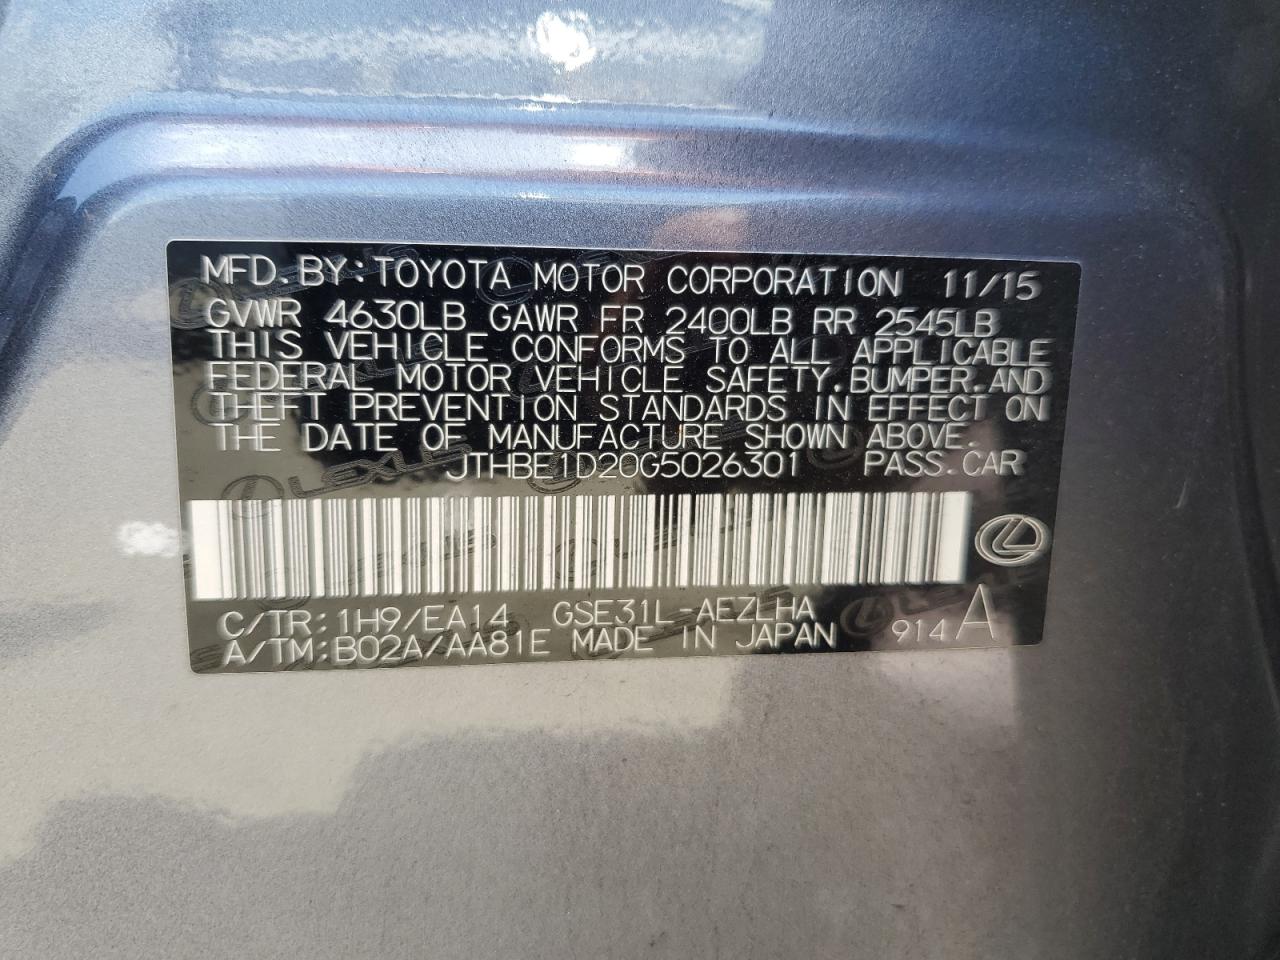 MFD. BY: TOYOTA MOTOR CORPORATION 11/15
GVWR 4630LB GAWR FR 2400LB RR 2545LB
THIS VEHICLE CONFORMS TO ALL APPLICABLE
FEDERAL MOTOR VEHICLE SAFETY, BUMPER, AND
THEFT PREVENTION STANDARDS IN EFFECT ON
THE DATE OF MANUFACTURE SHOWN ABOVE.
JTHBE1D20G5026301 PASS. CAR
C/TR: 1H9/EA14 GSE31L-AEZLHA
A/TM: B02A/AA81E MADE IN JAPAN 914 A
LEXUS